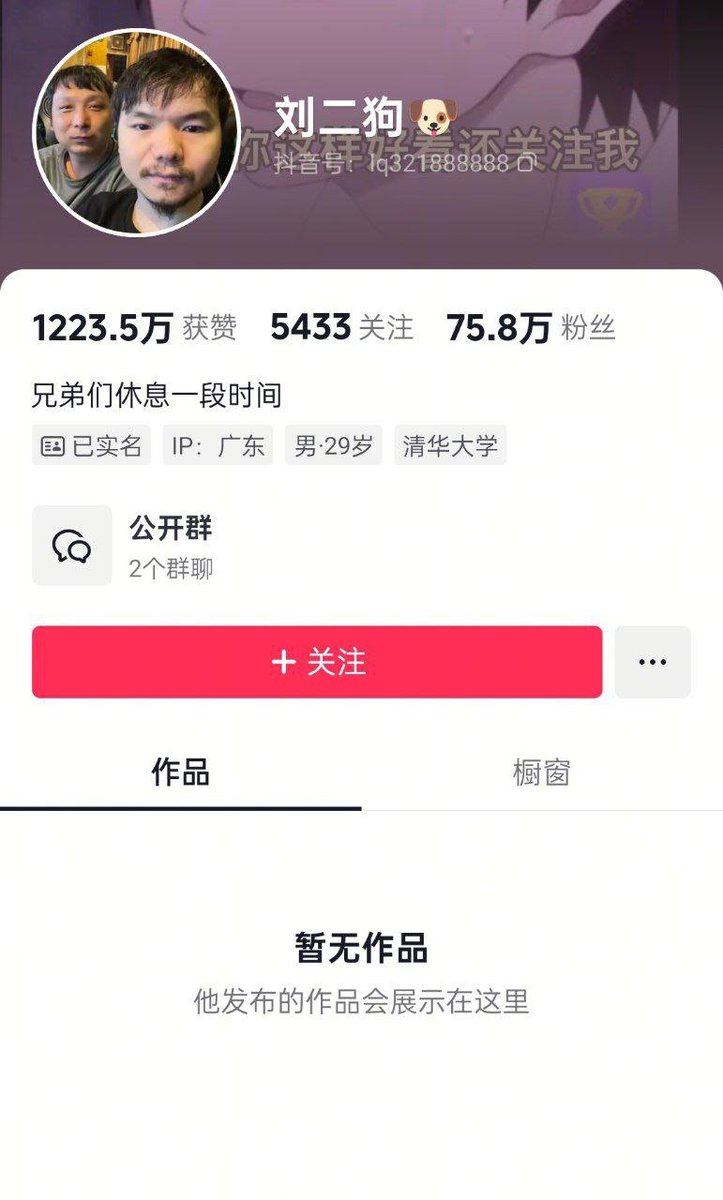 刘二狗🐶
你这样好看还关注我
抖音号：lq321888888
1223.5万 获赞 5433 关注 75.8万 粉丝
兄弟们休息一段时间
已实名 IP：广东 男·29岁 清华大学
公开群
2个群聊
+ 关注 ···
作品 橱窗
暂无作品
他发布的作品会展示在这里